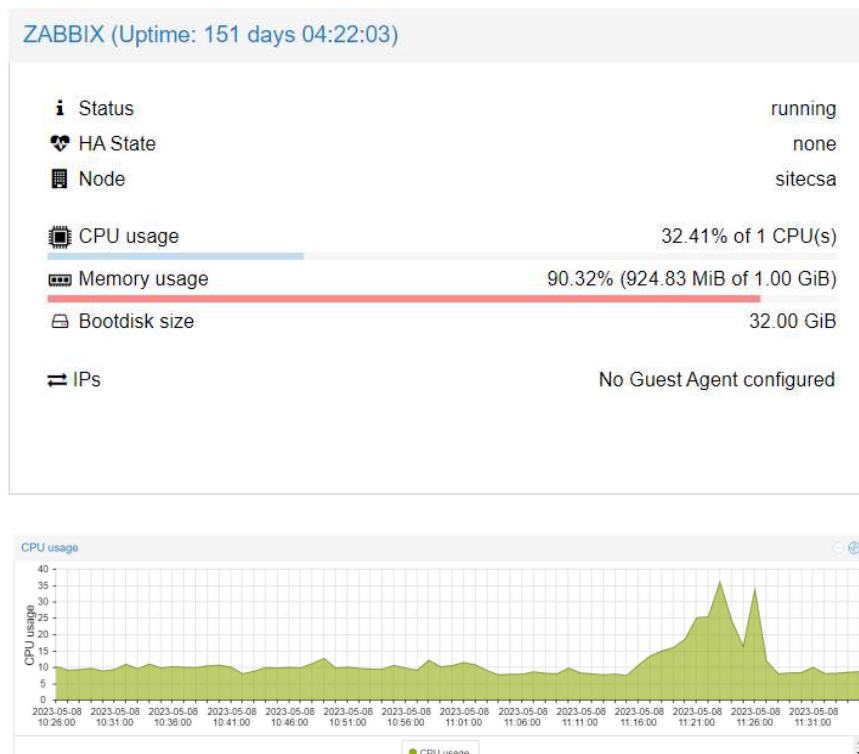 ZABBIX (Uptime: 151 days 04:22:03)
Status running
HA State none
Node sitecsa
CPU usage 32.41% of 1 CPU(s)
Memory usage 90.32% (924.83 MiB of 1.00 GiB)
Bootdisk size 32.00 GiB
IPs No Guest Agent configured
CPU usage
40
35
30
25
20
15
10
5
0
CPU usage
2023-05-08 2023-05-08 2023-05-08 2023-05-08 2023-05-08 2023-05-08 2023-05-08 2023-05-08 2023-05-08 2023-05-08 2023-05-08 2023-05-08 2023-05-08 2023-05-08
10:26:00 10:31:00 10:36:00 10:41:00 10:46:00 10:51:00 10:56:00 11:01:00 11:06:00 11:11:00 11:16:00 11:21:00 11:26:00 11:31:00
CPU usage